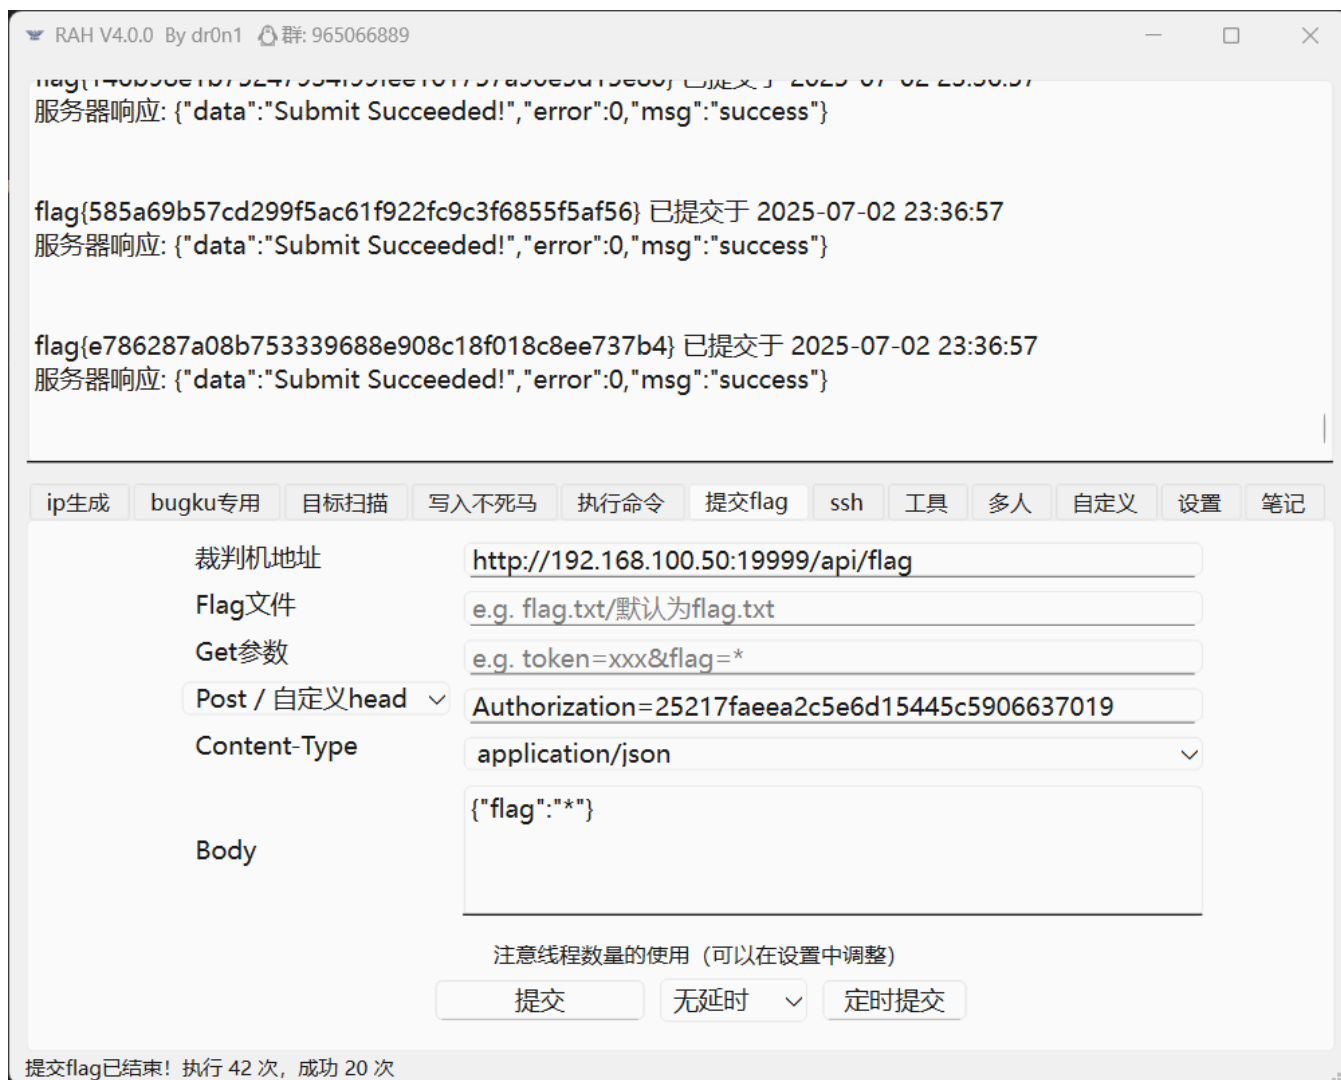 RAH V4.0.0 By dr0n1 群: 965066889
已提交于 2025-07-02 23:36:57
服务器响应: {"data":"Submit Succeeded!","error":0,"msg":"success"}
flag{585a69b57cd299f5ac61f922fc9c3f6855f5af56} 已提交于 2025-07-02 23:36:57
服务器响应: {"data":"Submit Succeeded!","error":0,"msg":"success"}
flag{e786287a08b753339688e908c18f018c8ee737b4} 已提交于 2025-07-02 23:36:57
服务器响应: {"data":"Submit Succeeded!","error":0,"msg":"success"}
ip生成 bugku专用 目标扫描 写入不死马 执行命令 提交flag ssh 工具 多人 自定义 设置 笔记
裁判机地址 http://192.168.100.50:19999/api/flag
Flag文件 e.g. flag.txt/默认为flag.txt
Get参数 e.g. token=xxx&flag=*
Post / 自定义head Authorization=25217faeea2c5e6d15445c5906637019
Content-Type application/json
{"flag":"*"}
Body
注意线程数量的使用（可以在设置中调整）
提交 无延时 定时提交
提交flag已结束！执行 42 次，成功 20 次